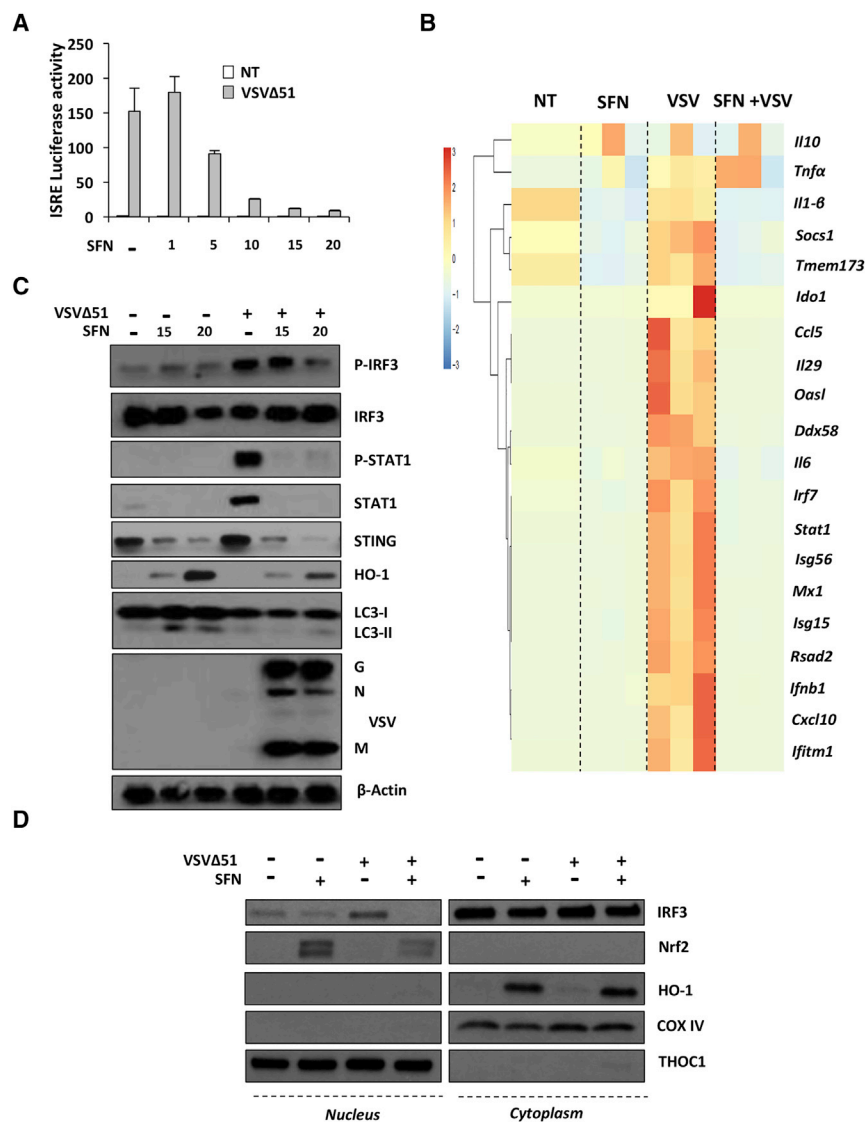 A
ISRE Luciferase activity
250
200
150
100
50
0
NT
VSVΔ51
SFN - 1 5 10 15 20
B
NT SFN VSV SFN +VSV
3
2
1
0
-1
-2
-3
Il10
Tnfα
Il1-β
Socs1
Tmem173
Ido1
Ccl5
Il29
Oasl
Ddx58
Il6
Irf7
Stat1
Isg56
Mx1
Isg15
Rsad2
Ifnb1
Cxcl10
Ifitm1
C
VSVΔ51 - - - + + +
SFN - 15 20 - 15 20
P-IRF3
IRF3
P-STAT1
STAT1
STING
HO-1
LC3-I
LC3-II
G
N
VSV
M
β-Actin
D
VSVΔ51 - - + + - - + +
SFN - + - + - + - +
IRF3
Nrf2
HO-1
COX IV
THOC1
Nucleus Cytoplasm